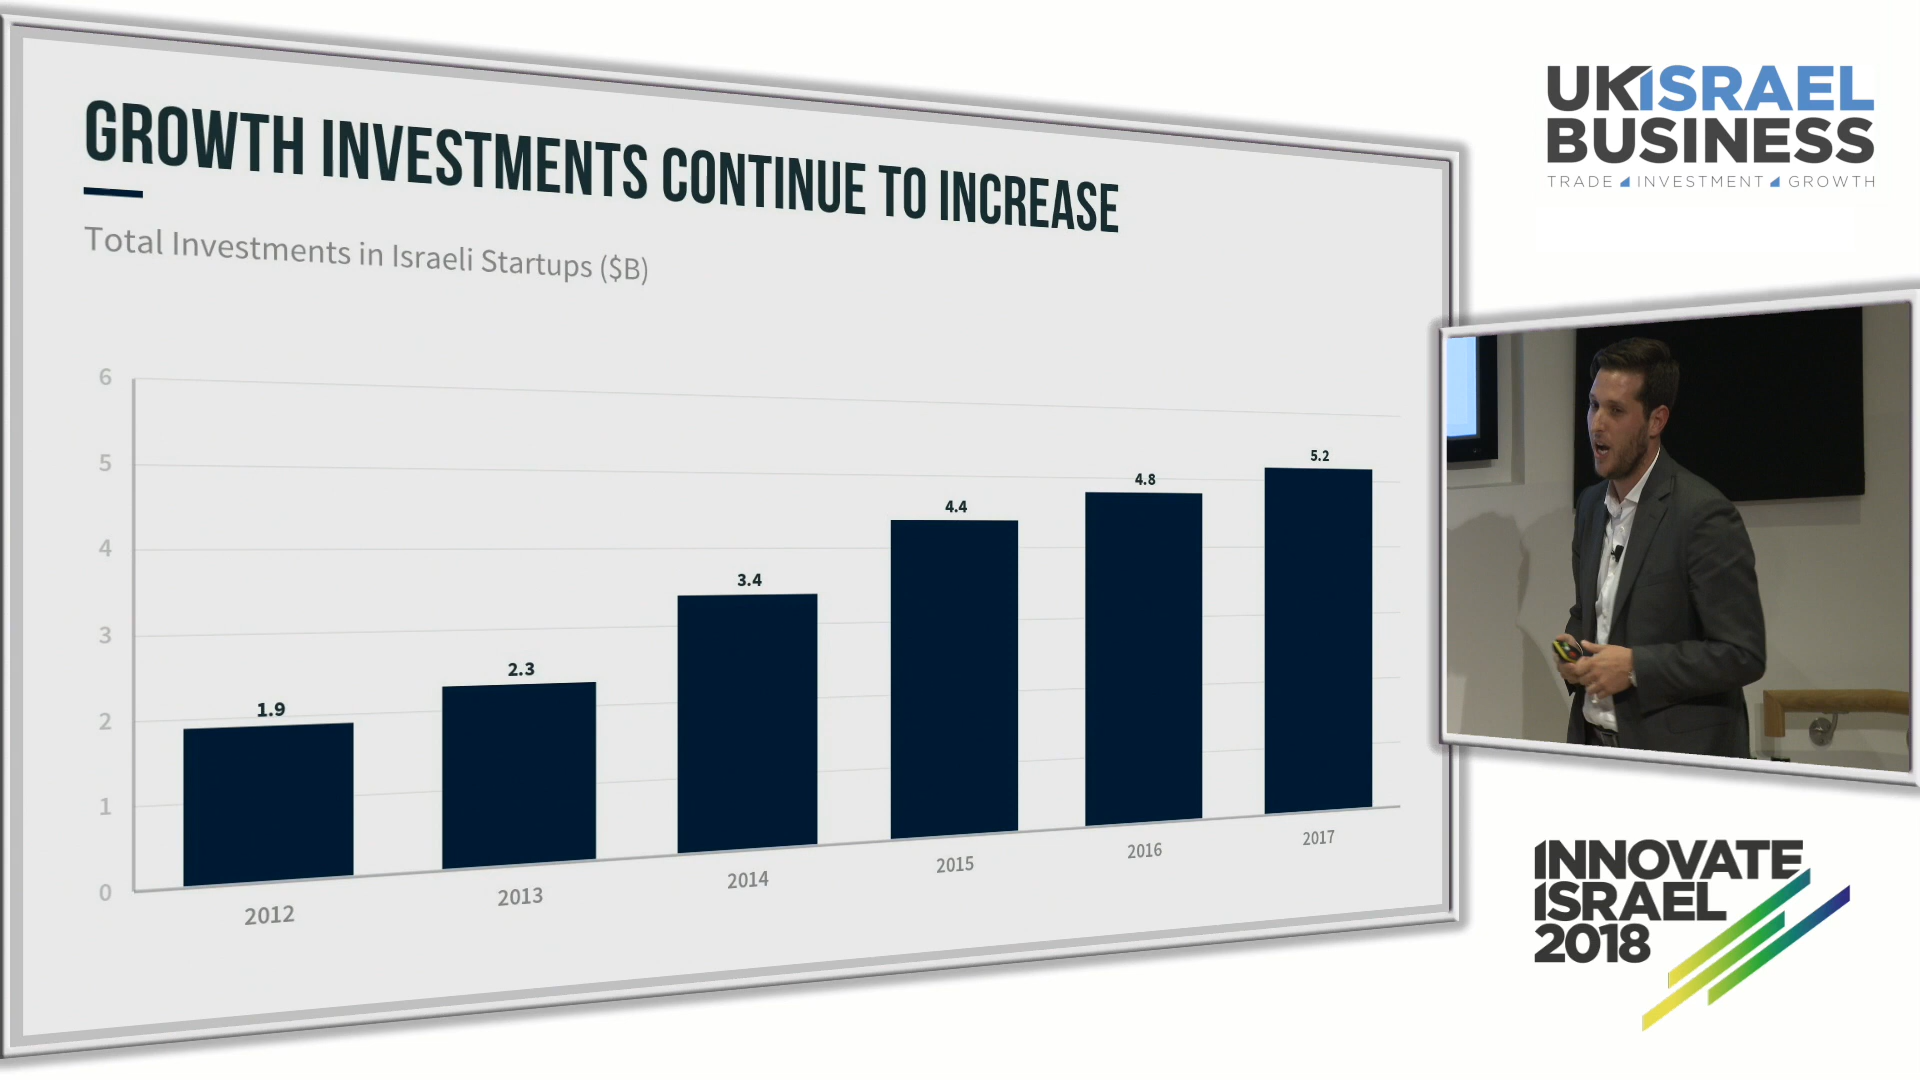 GROWTH INVESTMENTS CONTINUE TO INCREASE
Total Investments in Israeli Startups ($B)
6
5
4
3
2
1
0
1.9
2.3
3.4
4.4
4.8
5.2
2012
2013
2014
2015
2016
2017
UKISRAEL
BUSINESS
TRADE INVESTMENT GROWTH
INNOVATE
ISRAEL
2018